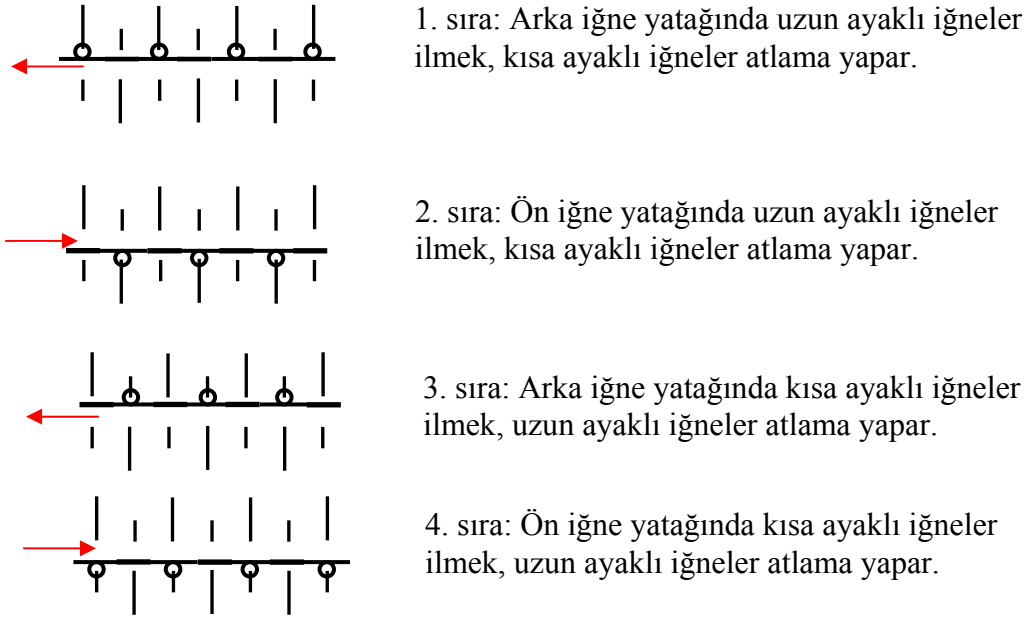 1. sıra: Arka iğne yatağında uzun ayaklı iğneler
ilmek, kısa ayaklı iğneler atlama yapar.
2. sıra: Ön iğne yatağında uzun ayaklı iğneler
ilmek, kısa ayaklı iğneler atlama yapar.
3. sıra: Arka iğne yatağında kısa ayaklı iğneler
ilmek, uzun ayaklı iğneler atlama yapar.
4. sıra: Ön iğne yatağında kısa ayaklı iğneler
ilmek, uzun ayaklı iğneler atlama yapar.